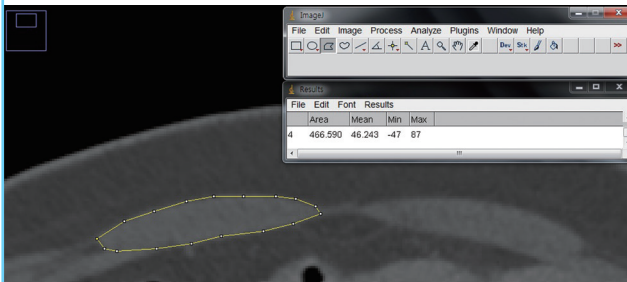 ImageJ
File Edit Image Process Analyze Plugins Window Help
A Dev. Stk. >>
Results
File Edit Font Results
Area Mean Min Max
4 466.590 46.243 -47 87